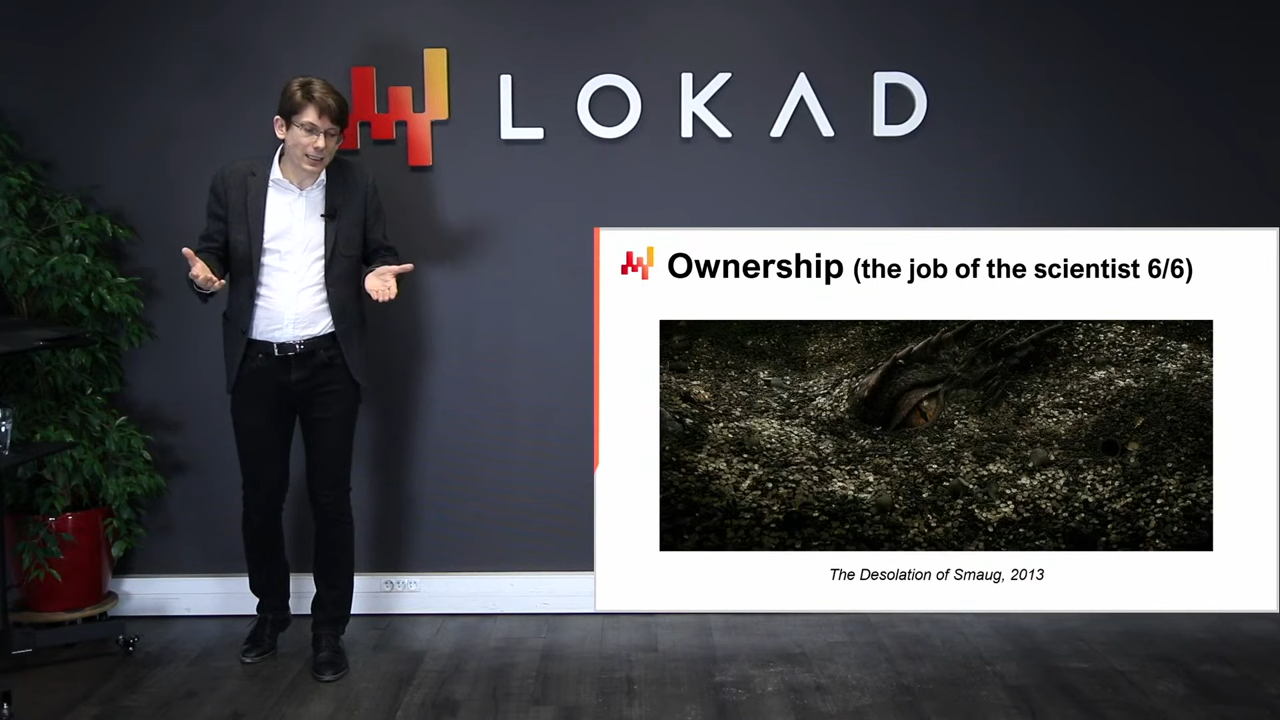 LOKAD
Ownership (the job of the scientist 6/6)
The Desolation of Smaug, 2013